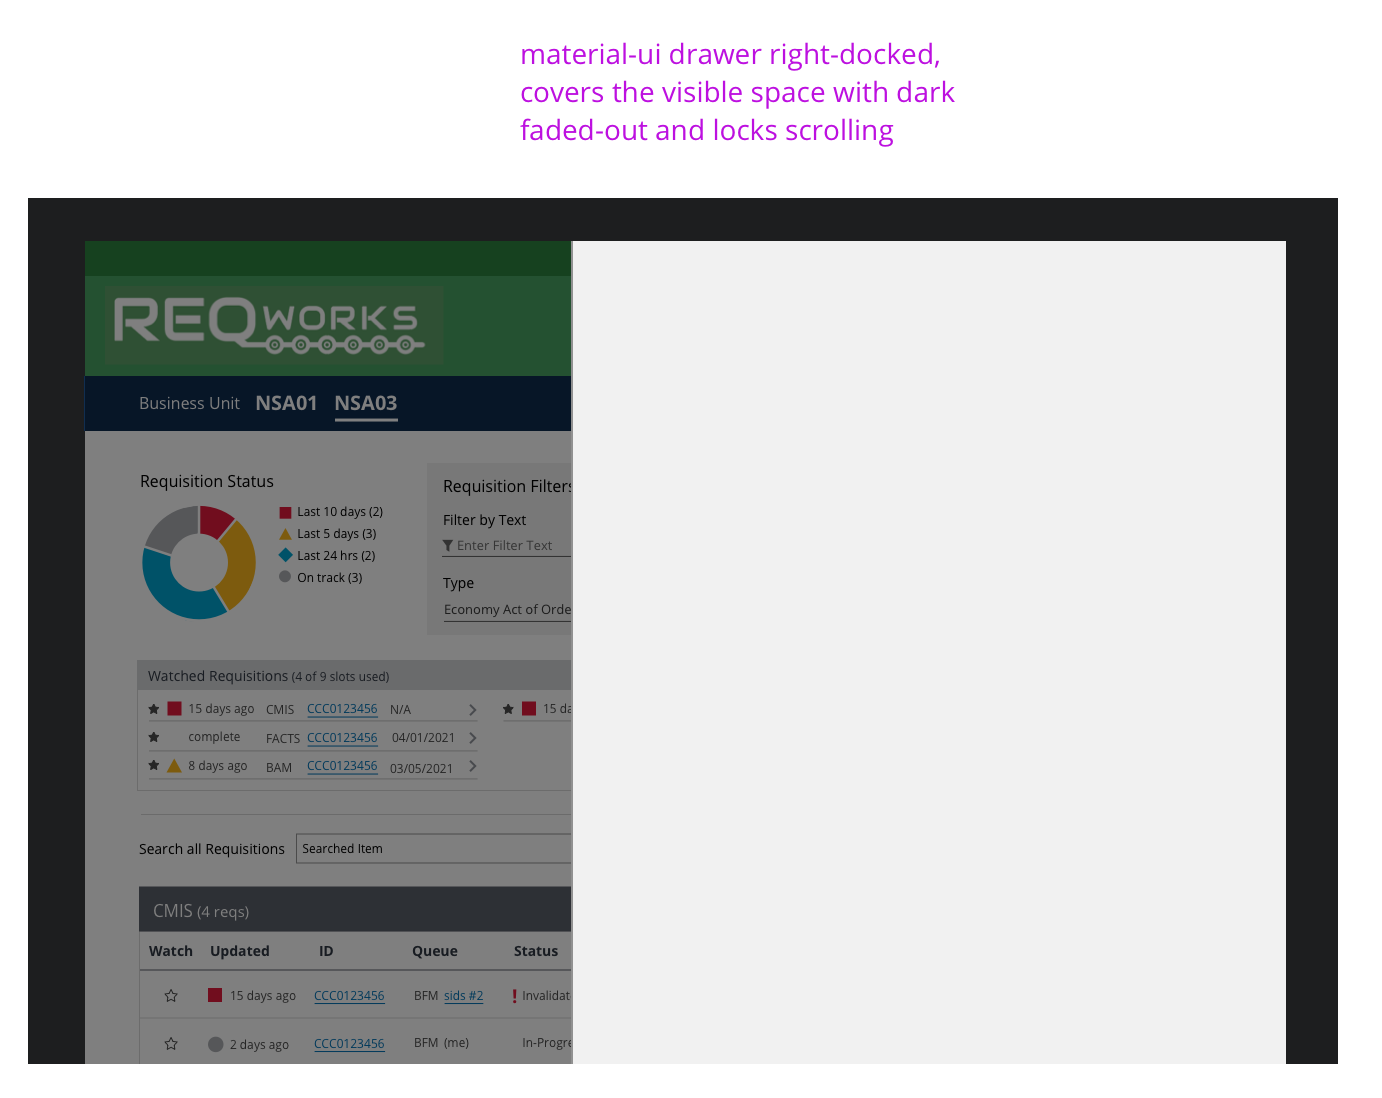 material-ui drawer right-docked,
covers the visible space with dark
faded-out and locks scrolling
REQWORKS
Business Unit NSA01 NSA03
Requisition Status
Last 10 days (2)
Last 5 days (3)
Last 24 hrs (2)
On track (3)
Requisition Filters
Filter by Text
Enter Filter Text
Type
Economy Act of Orde
Watched Requisitions (4 of 9 slots used)
15 days ago CMIS CCC0123456 N/A 15 da
complete FACTS CCC0123456 04/01/2021
8 days ago BAM CCC0123456 03/05/2021
Search all Requisitions Searched Item
CMIS (4 reqs)
Watch Updated ID Queue Status
15 days ago CCC0123456 BFM sids #2 Invalidat
2 days ago CCC0123456 BFM (me) In-Progre